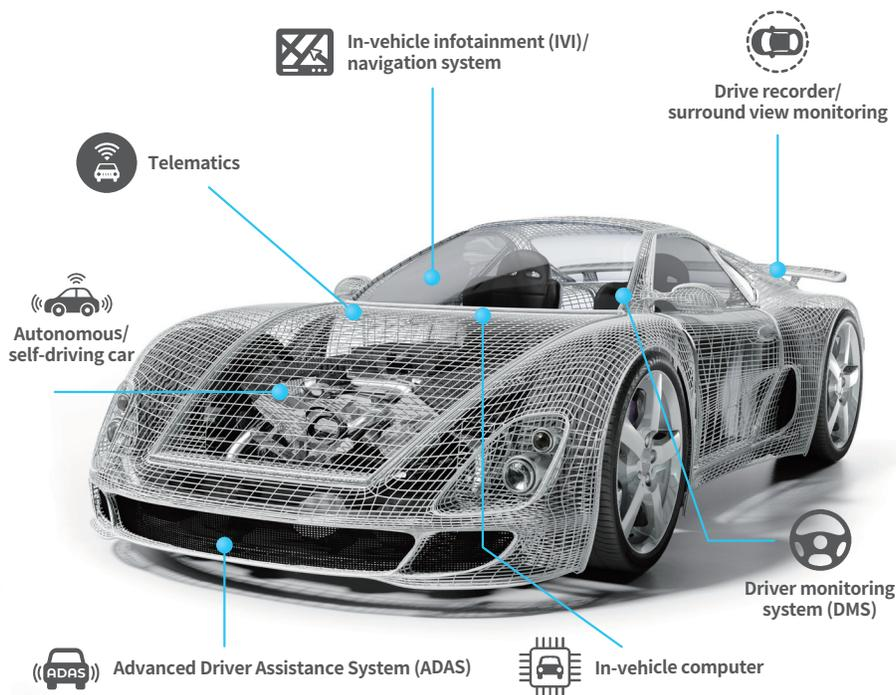 In-vehicle infotainment (IVI)/
navigation system
Drive recorder/
surround view monitoring
Telematics
Autonomous/
self-driving car
Driver monitoring
system (DMS)
ADAS
Advanced Driver Assistance System (ADAS)
In-vehicle computer